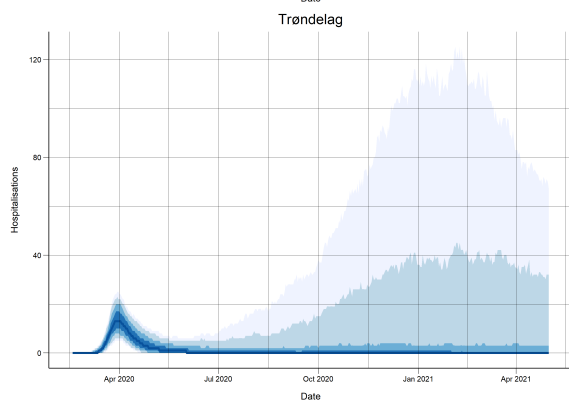 Date
Trøndelag
120
80
40
0
Hospitalisations
Apr 2020
Jul 2020
Oct 2020
Jan 2021
Apr 2021
Date